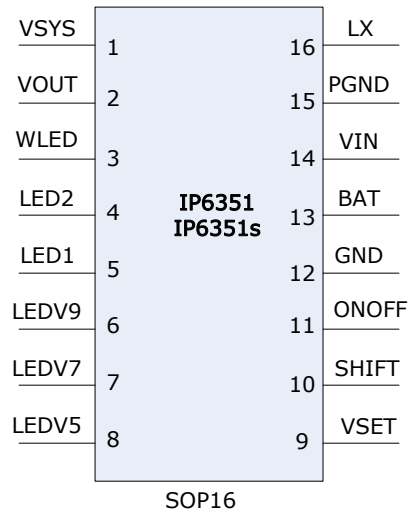 VSYS 1 16 LX
VOUT 2 15 PGND
WLED 3 14 VIN
IP6351
IP6351s
LED2 4 13 BAT
LED1 5 12 GND
LEDV9 6 11 ONOFF
LEDV7 7 10 SHIFT
LEDV5 8 9 VSET
SOP16